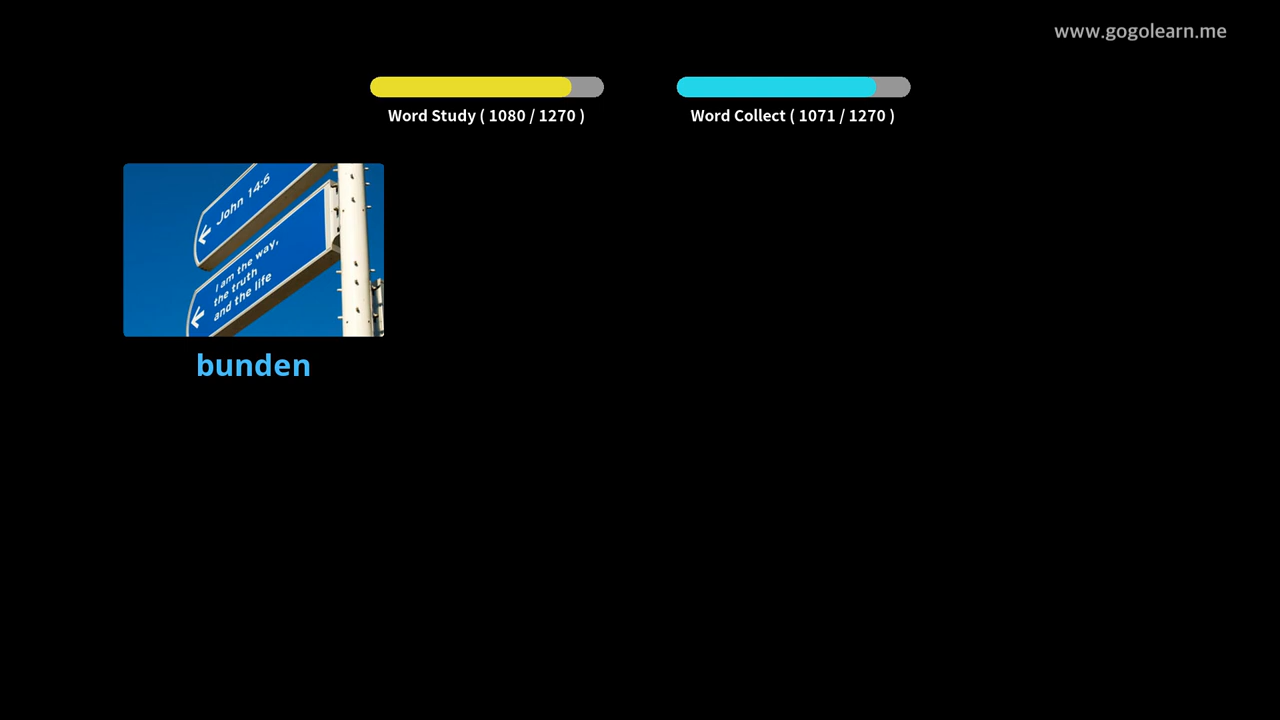 www.gogolearn.me
Word Study ( 1080 / 1270 )
Word Collect ( 1071 / 1270 )
John 14:6
I am the way,
the truth
and the life
bunden